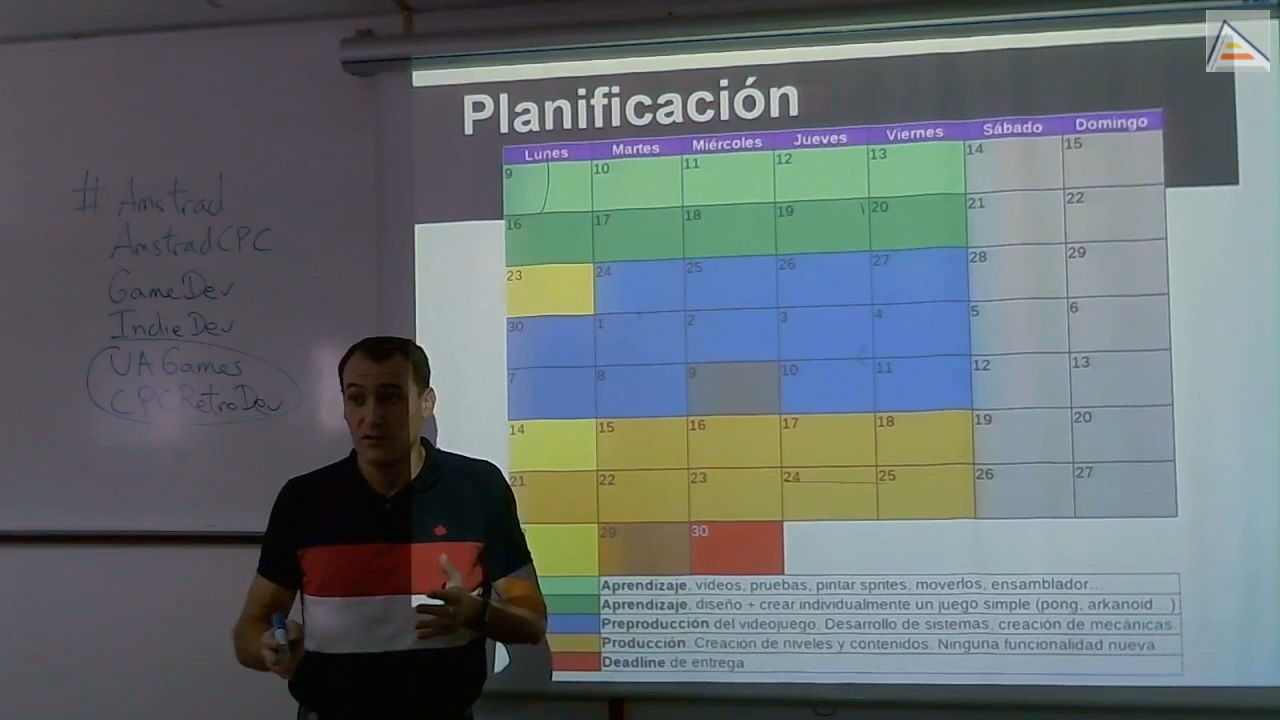 Planificación
Lunes Martes Miércoles Jueves Viernes Sábado Domingo
9 10 11 12 13 14 15
16 17 18 19 20 21 22
23 24 25 26 27 28 29
30 1 2 3 4 5 6
7 8 9 10 11 12 13
14 15 16 17 18 19 20
21 22 23 24 25 26 27
29 30
Aprendizaje, vídeos, pruebas, pintar sprites, moverlos, ensamblador...
Aprendizaje, diseño + crear individualmente un juego simple (pong, arkanoid...)
Preproducción del videojuego. Desarrollo de sistemas, creación de mecánicas.
Producción. Creación de niveles y contenidos. Ninguna funcionalidad nueva
Deadline de entrega
# Amstrad
AmstradCPC
GameDev
IndieDev
UAGames
CPCRetroDev